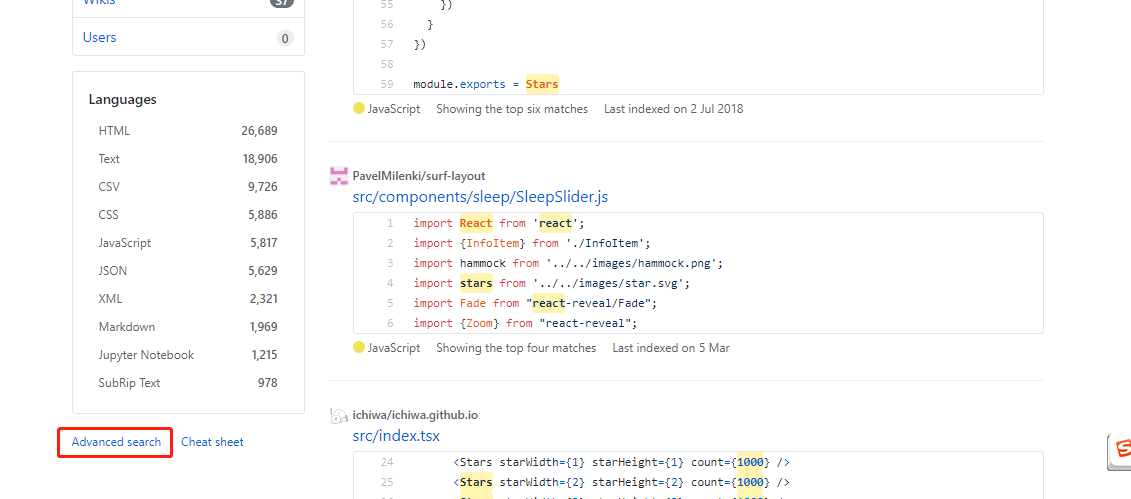 Wikis 37
Users 0
Languages
HTML 26,689
Text 18,906
CSV 9,726
CSS 5,886
JavaScript 5,817
JSON 5,629
XML 2,321
Markdown 1,969
Jupyter Notebook 1,215
SubRip Text 978
Advanced search Cheat sheet
55 })
56 }
57 })
58
59 module.exports = Stars
JavaScript Showing the top six matches Last indexed on 2 Jul 2018
PavelMilenki/surf-layout
src/components/sleep/SleepSlider.js
1 import React from 'react';
2 import {InfoItem} from './InfoItem';
3 import hammock from '../../images/hammock.png';
4 import stars from '../../images/star.svg';
5 import Fade from "react-reveal/Fade";
6 import {Zoom} from "react-reveal";
JavaScript Showing the top four matches Last indexed on 5 Mar
ichiwa/ichiwa.github.io
src/index.tsx
24 <Stars starWidth={1} starHeight={1} count={1000} />
25 <Stars starWidth={2} starHeight={2} count={1000} />